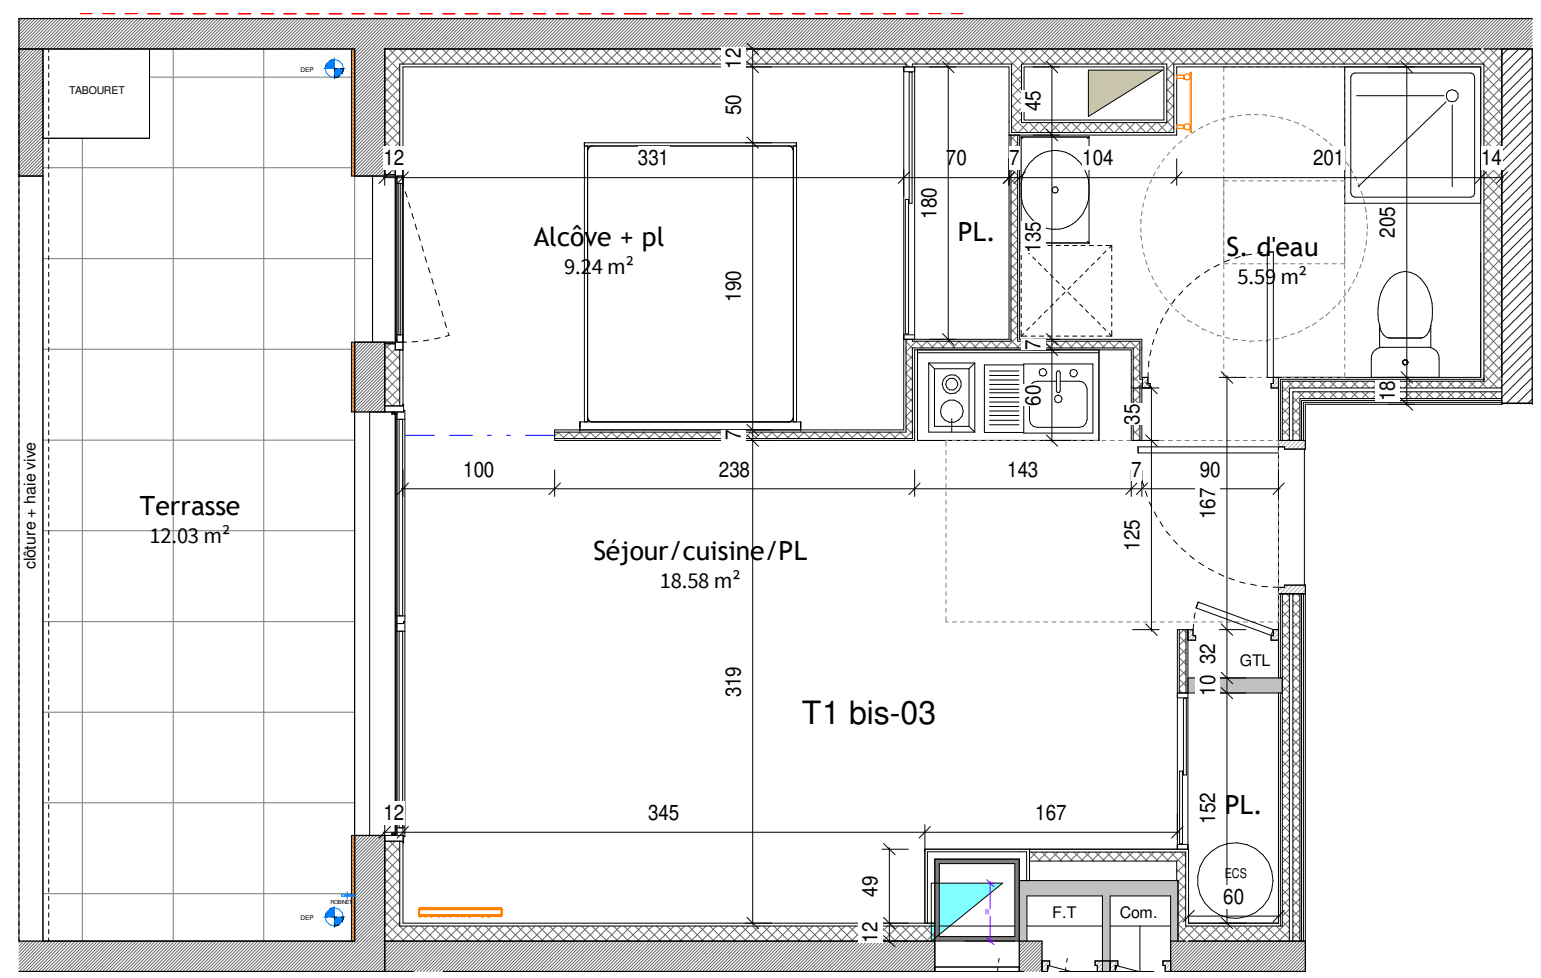 TABOURET
DEP
12
50
45
12
331
70
7
104
201
14
180
135
205
PL.
Alcôve + pl
9.24 m²
190
S. d'eau
5.59 m²
7
60
35
18
7
clôture + haie vive
100
238
143
7
90
Terrasse
12.03 m²
167
125
Séjour/cuisine/PL
18.58 m²
32
GTL
10
319
T1 bis-03
12
345
167
152
PL.
49
ECS
60
ROBINET
DEP
F.T
Com.
12